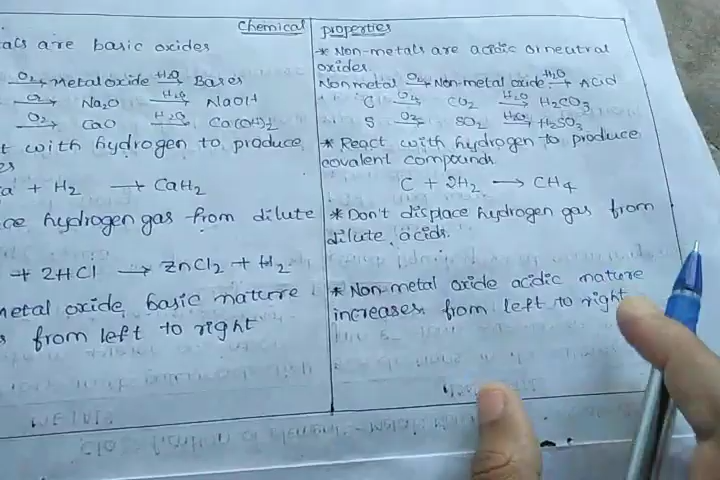 Chemical properties
als are basic oxides
O₂ → Metal oxide H₂O → Bases
O₂ → Na₂O H₂O → NaOH
O₂ → CaO H₂O → Ca(OH)₂
t with hydrogen to produce
es
a + H₂ → CaH₂
ce hydrogen gas from dilute
+ 2HCl → ZnCl₂ + H₂
metal oxide, basic nature
s from left to right
* Non-metals are acidic or neutral
oxides.
Non metal O₂ → Non-metal oxide H₂O → Acid
C O₂ → CO₂ H₂O → H₂CO₃
S O₂ → SO₂ H₂O → H₂SO₃
* React with hydrogen to produce
covalent compounds
C + 2H₂ → CH₄
* Don't displace hydrogen gas from
dilute acids.
* Non-metal oxide acidic nature
increases from left to right